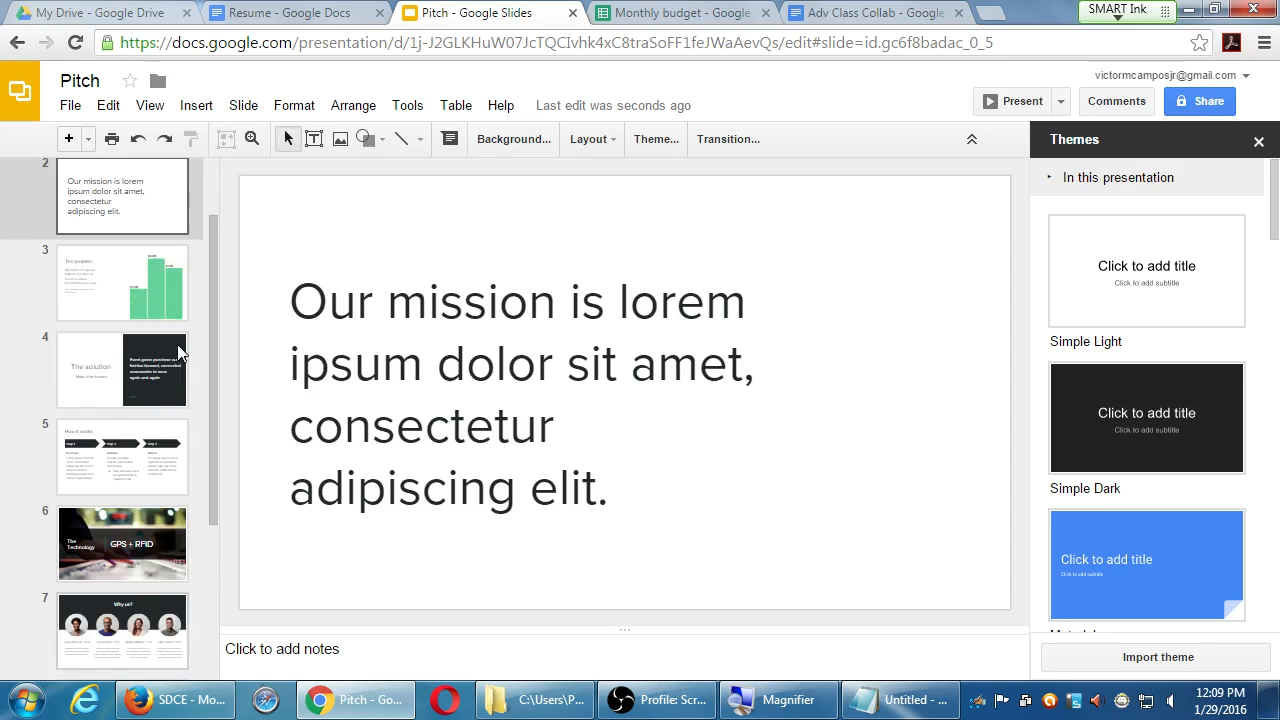 My Drive - Google Drive
Resume - Google Docs
Pitch - Google Slides
Monthly budget - Google
Adv Class Collab - Google
SMART Ink
https://docs.google.com/presentation/d/1j-J2GLKHuW07JcTQCIvhk4xC8traSoFF1feJWaAevQs/edit#slide=id.gc6f8badac_0_5
Pitch
victormcamposjr@gmail.com
File Edit View Insert Slide Format Arrange Tools Table Help Last edit was seconds ago
Present Comments Share
Background... Layout Theme... Transition...
Themes
In this presentation
2
Our mission is lorem
ipsum dolor sit amet,
consectetur
adipiscing elit.
3
The problem
4
The solution
5
How it works
6
The
Technology
GPS + RFID
7
Why us?
Our mission is lorem
ipsum dolor sit amet,
consectetur
adipiscing elit.
Click to add notes
Click to add title
Click to add subtitle
Simple Light
Click to add title
Click to add subtitle
Simple Dark
Click to add title
Click to add subtitle
Import theme
SDCE - Mo...
Pitch - Go...
C:\Users\P...
Profile: Scr...
Magnifier
Untitled - ...
12:09 PM
1/29/2016